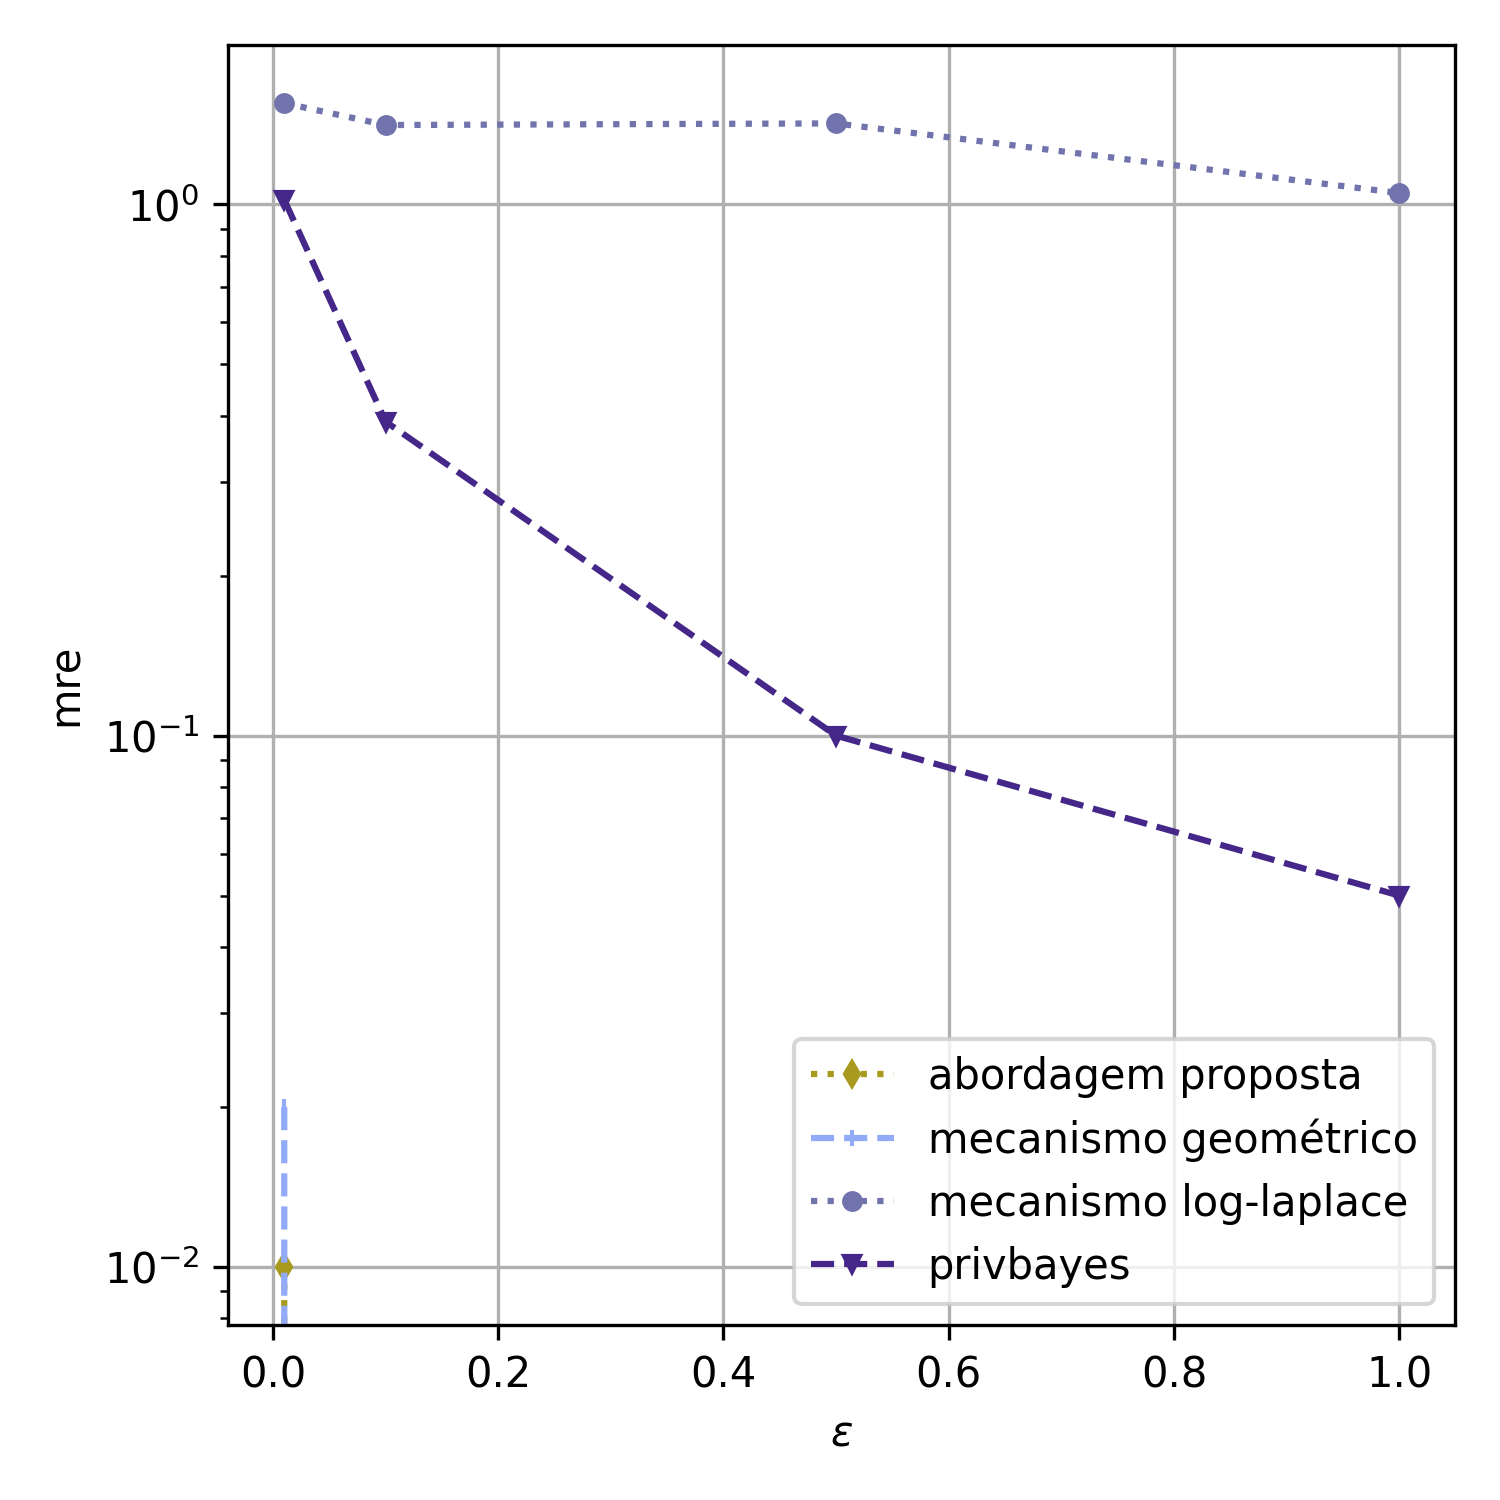 10⁰
10⁻¹
10⁻²
mre
0.0 0.2 0.4 0.6 0.8 1.0
ε
abordagem proposta
mecanismo geométrico
mecanismo log-laplace
privbayes